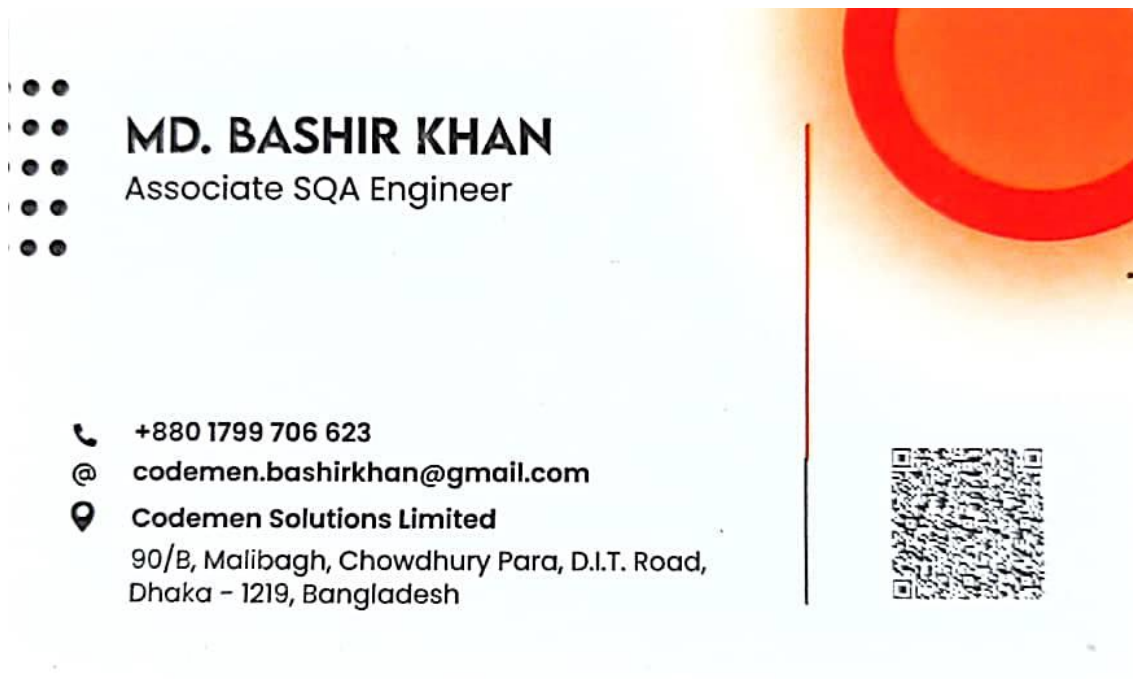 MD. BASHIR KHAN
Associate SQA Engineer
+880 1799 706 623
@ codemen.bashirkhan@gmail.com
Codemen Solutions Limited
90/B, Malibagh, Chowdhury Para, D.I.T. Road,
Dhaka - 1219, Bangladesh